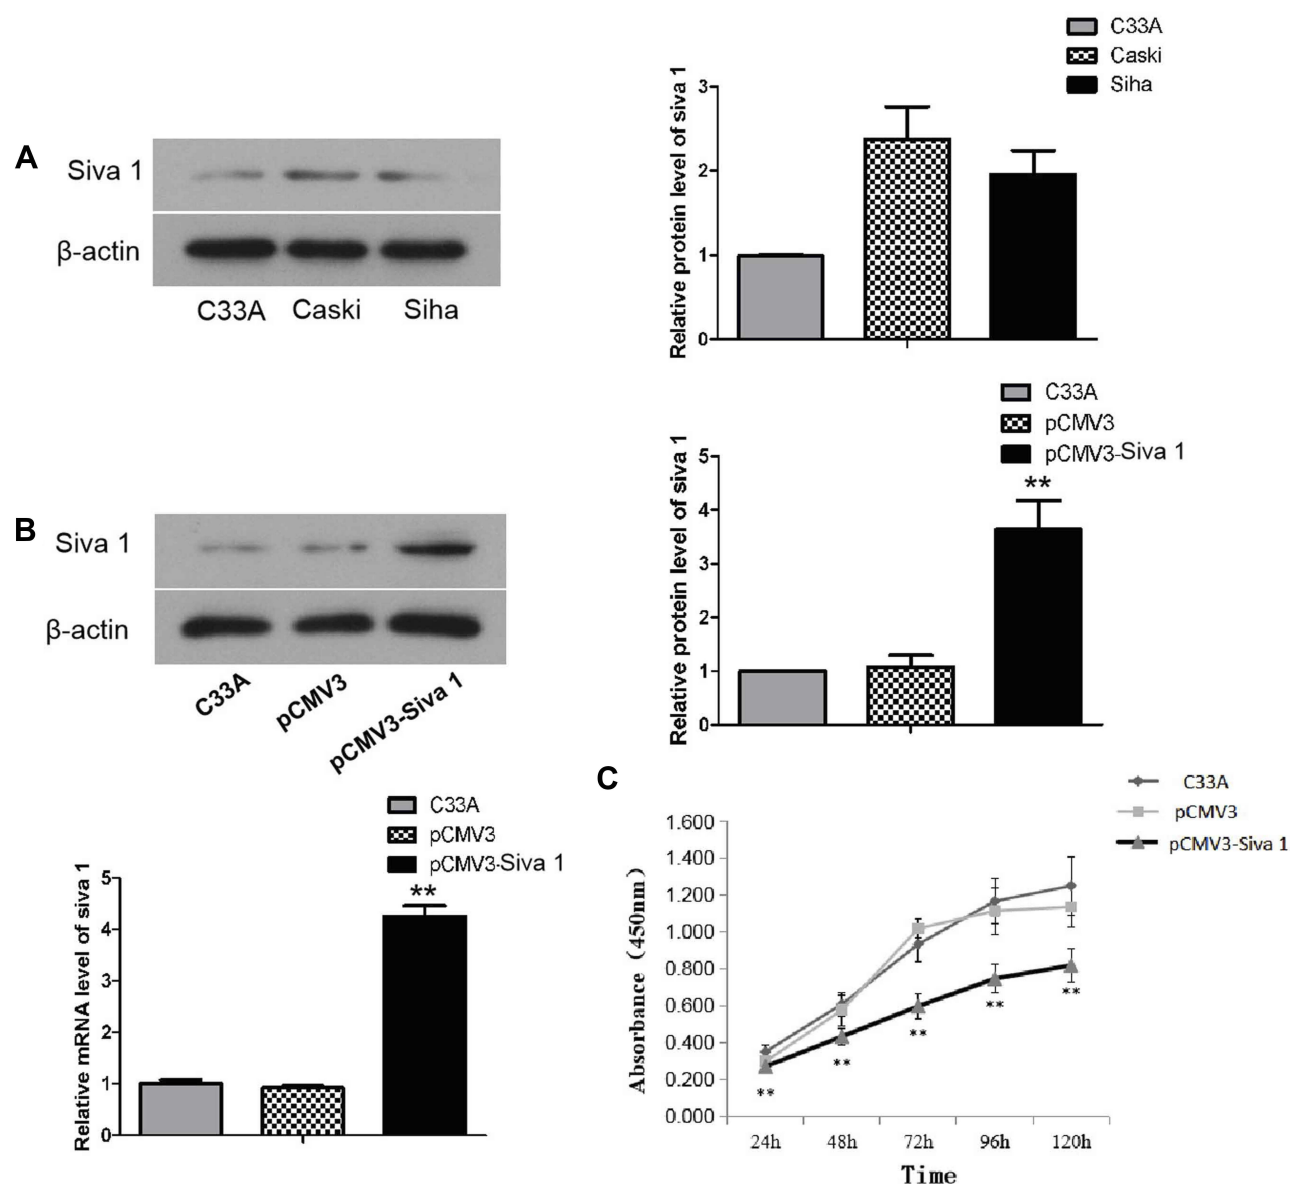 A
Siva 1
β-actin
C33A Caski Siha
C33A
Caski
Siha
Relative protein level of siva 1
3
2
1
0
B
Siva 1
β-actin
C33A
pCMV3
pCMV3-Siva 1
C33A
pCMV3
pCMV3-Siva 1
**
Relative protein level of siva 1
5
4
3
2
1
0
C33A
pCMV3
pCMV3-Siva 1
**
Relative mRNA level of siva 1
5
4
3
2
1
0
C
C33A
pCMV3
pCMV3-Siva 1
Absorbance (450nm)
1.600
1.400
1.200
1.000
0.800
0.600
0.400
0.200
0.000
** ** ** ** **
24h 48h 72h 96h 120h
Time